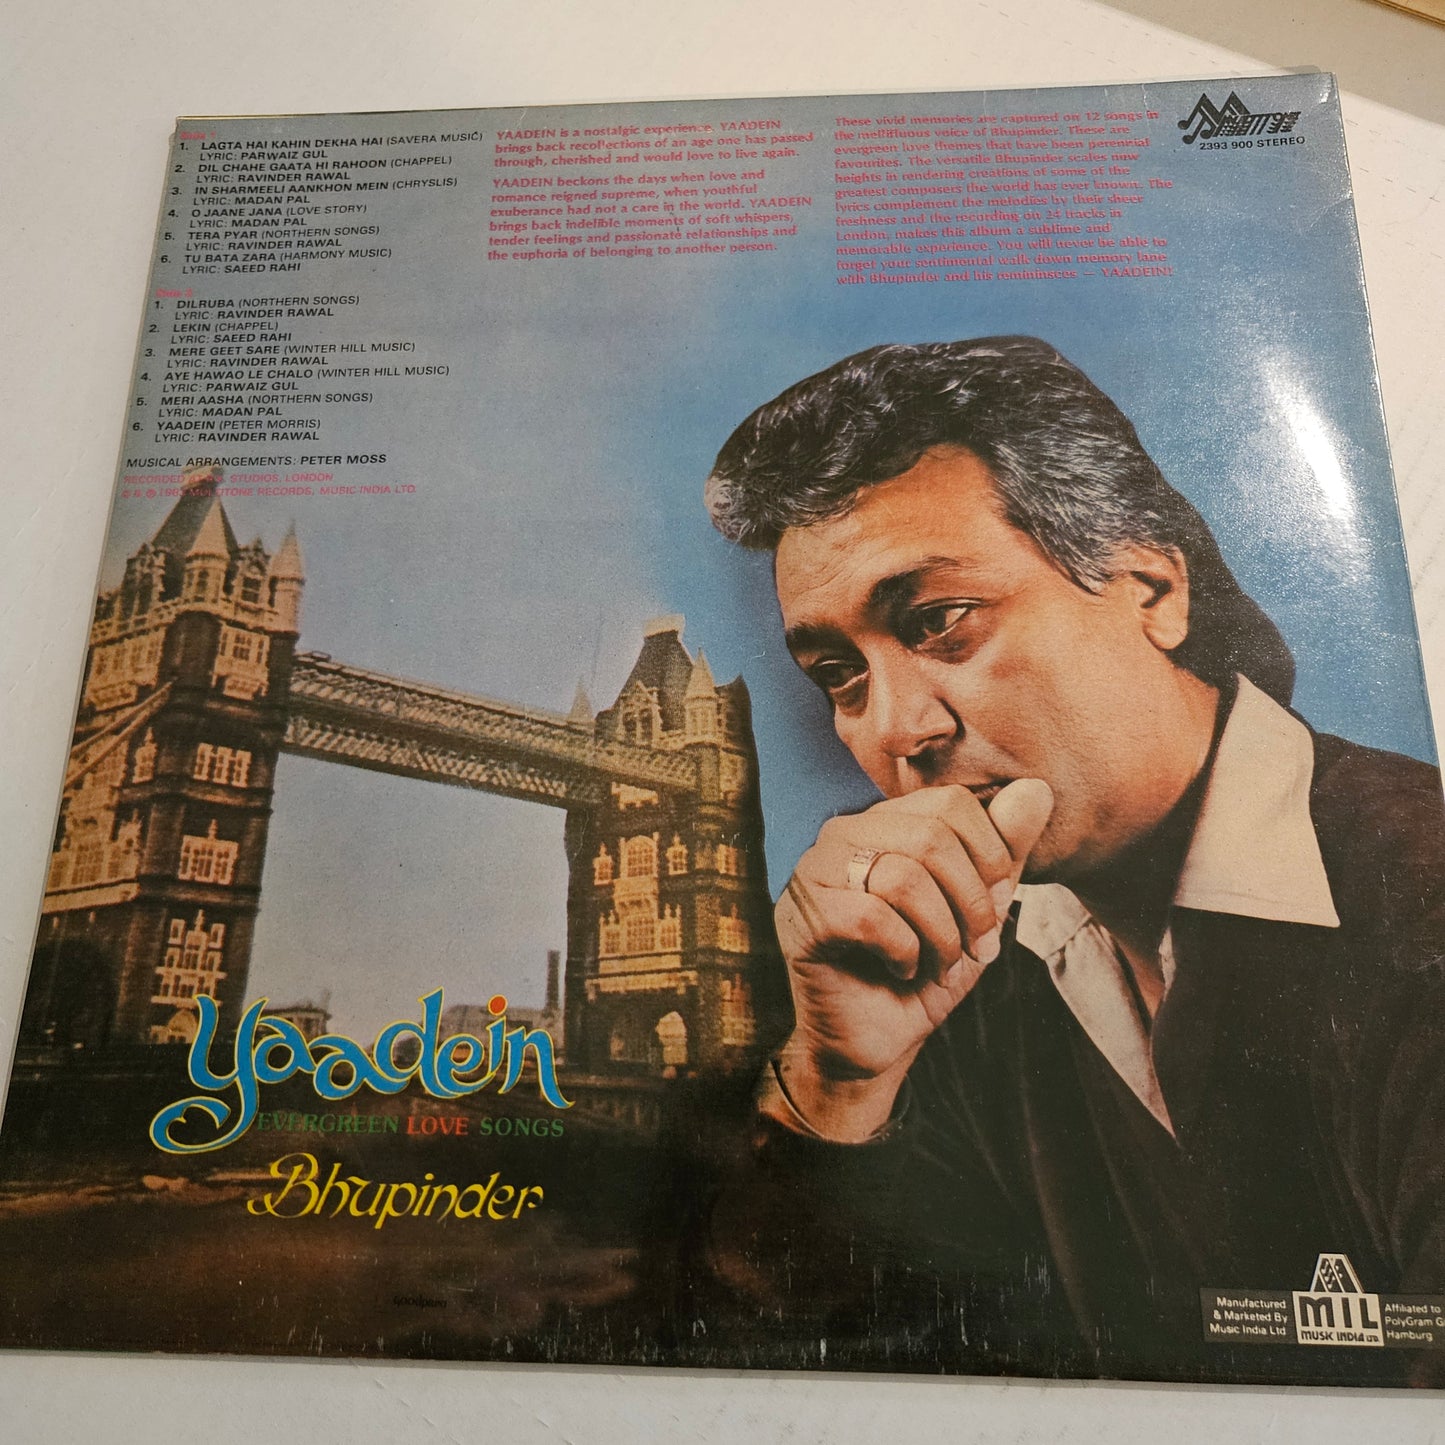 Side 1
1. LAGTA HAI KAHIN DEKHA HAI (SAVERA MUSIC)
LYRIC: PARWAIZ GUL
2. DIL CHAHE GAATA HI RAHOON (CHAPPEL)
LYRIC: RAVINDER RAWAL
3. IN SHARMEELI AANKHON MEIN (CHRYSLIS)
LYRIC: MADAN PAL
4. O JAANE JANA (LOVE STORY)
LYRIC: MADAN PAL
5. TERA PYAR (NORTHERN SONGS)
LYRIC: RAVINDER RAWAL
6. TU BATA ZARA (HARMONY MUSIC)
LYRIC: SAEED RAHI
Side 2
1. DILRUBA (NORTHERN SONGS)
LYRIC: RAVINDER RAWAL
2. LEKIN (CHAPPEL)
LYRIC: SAEED RAHI
3. MERE GEET SARE (WINTER HILL MUSIC)
LYRIC: RAVINDER RAWAL
4. AYE HAWAO LE CHALO (WINTER HILL MUSIC)
LYRIC: PARWAIZ GUL
5. MERI AASHA (NORTHERN SONGS)
LYRIC: MADAN PAL
6. YAADEIN (PETER MORRIS)
LYRIC: RAVINDER RAWAL
MUSICAL ARRANGEMENTS: PETER MOSS
RECORDED AT STUDIOS, LONDON
MULTITONE RECORDS, MUSIC INDIA LTD.
YAADEIN is a nostalgic experience. YAADEIN
brings back recollections of an age one has passed
through, cherished and would love to live again.
YAADEIN beckons the days when love and
romance reigned supreme, when youthful
exuberance had not a care in the world. YAADEIN
brings back indelible moments of soft whispers,
tender feelings and passionate relationships and
the euphoria of belonging to another person.
These vivid memories are captured on 12 songs in
the mellifluous voice of Bhupinder. These are
evergreen love themes that have been perennial
favourites. The versatile Bhupinder scales new
heights in rendering creations of some of the
greatest composers the world has ever known. The
lyrics complement the melodies by their sheer
freshness and the recording on 24 tracks in
London, makes this album a sublime and
memorable experience. You will never be able to
forget your sentimental walk down memory lane
with Bhupinder and his remininsces — YAADEIN!
2393 900 STEREO
Yaadein
EVERGREEN LOVE SONGS
Bhupinder
Manufactured
& Marketed By
Music India Ltd
MIL
MUSIC INDIA LTD.
Affiliated to
PolyGram
Hamburg